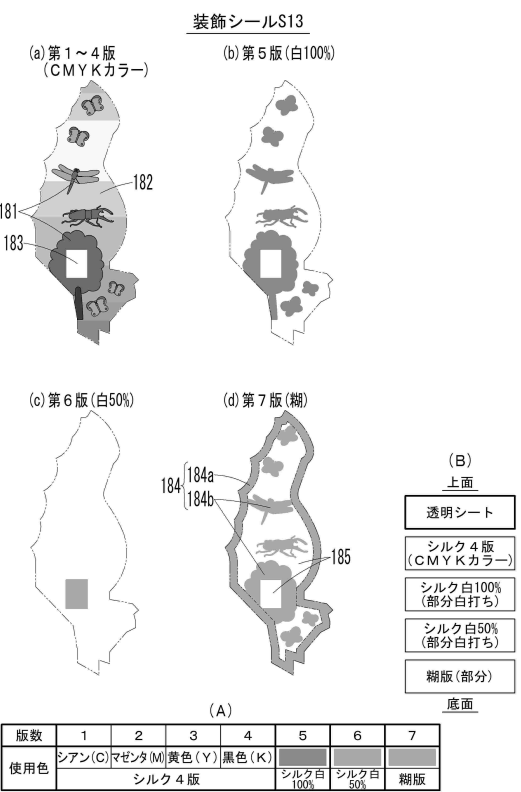 装飾シールS13
(a)第1～4版
(CMYKカラー)
(b)第5版(白100%)
182
181
183
(c)第6版(白50%)
(d)第7版(糊)
184
184a
184b
185
(B)
上面
透明シート
シルク4版
(CMYKカラー)
シルク白100%
(部分白打ち)
シルク白50%
(部分白打ち)
糊版(部分)
底面
(A)
版数 1 2 3 4 5 6 7
使用色 シアン(C) マゼンタ(M) 黄色(Y) 黒色(K)
シルク4版 シルク白100% シルク白50% 糊版